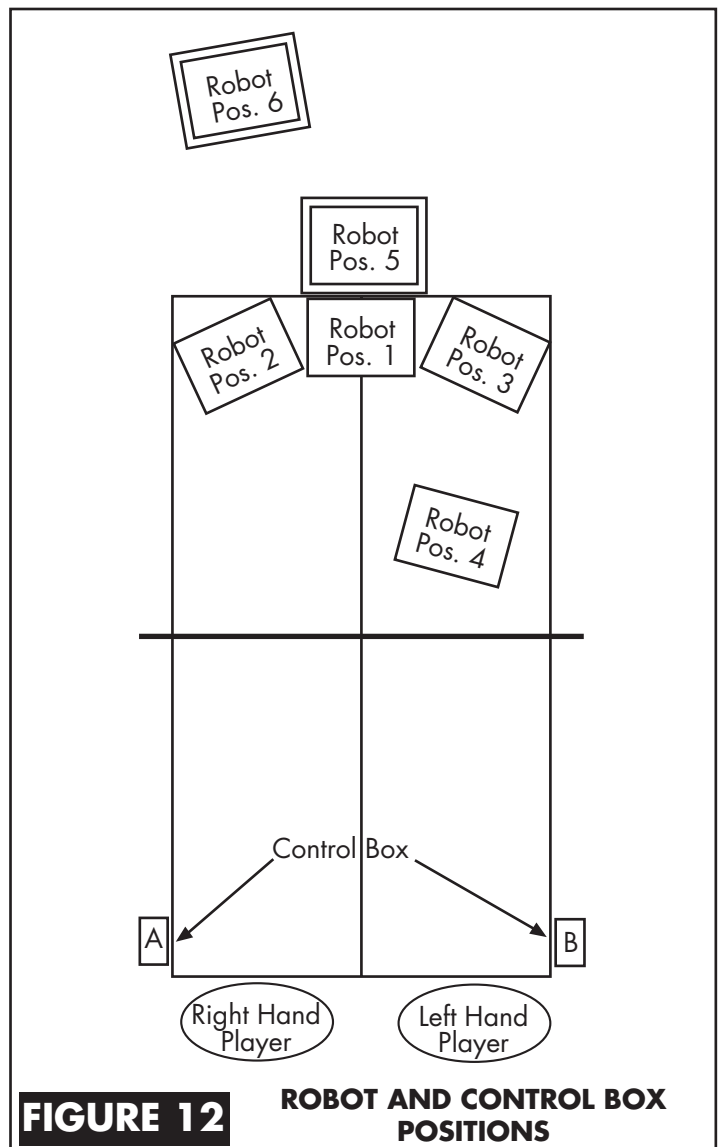 Robot
Pos. 6
Robot
Pos. 5
Robot
Pos. 2
Robot
Pos. 1
Robot
Pos. 3
Robot
Pos. 4
Control Box
A
B
Right Hand
Player
Left Hand
Player
FIGURE 12
ROBOT AND CONTROL BOX
POSITIONS